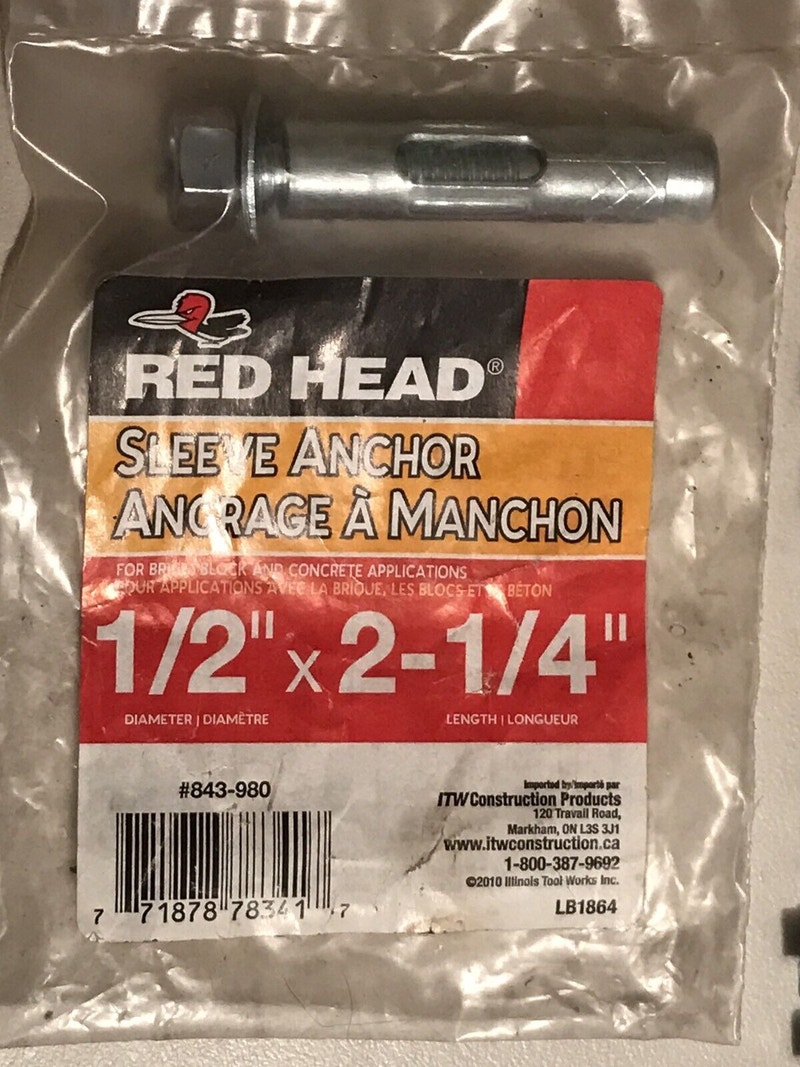 RED HEAD®
SLEEVE ANCHOR
ANCRAGE À MANCHON
FOR BRICK, BLOCK AND CONCRETE APPLICATIONS
POUR APPLICATIONS AVEC LA BRIQUE, LES BLOCS ET LE BÉTON
1/2" x 2-1/4"
DIAMETER | DIAMÈTRE LENGTH | LONGUEUR
#843-980
Imported by/importé par
ITW Construction Products
120 Travail Road,
Markham, ON L3S 3J1
www.itwconstruction.ca
1-800-387-9692
©2010 Illinois Tool Works Inc.
LB1864
7 71878 78341 7